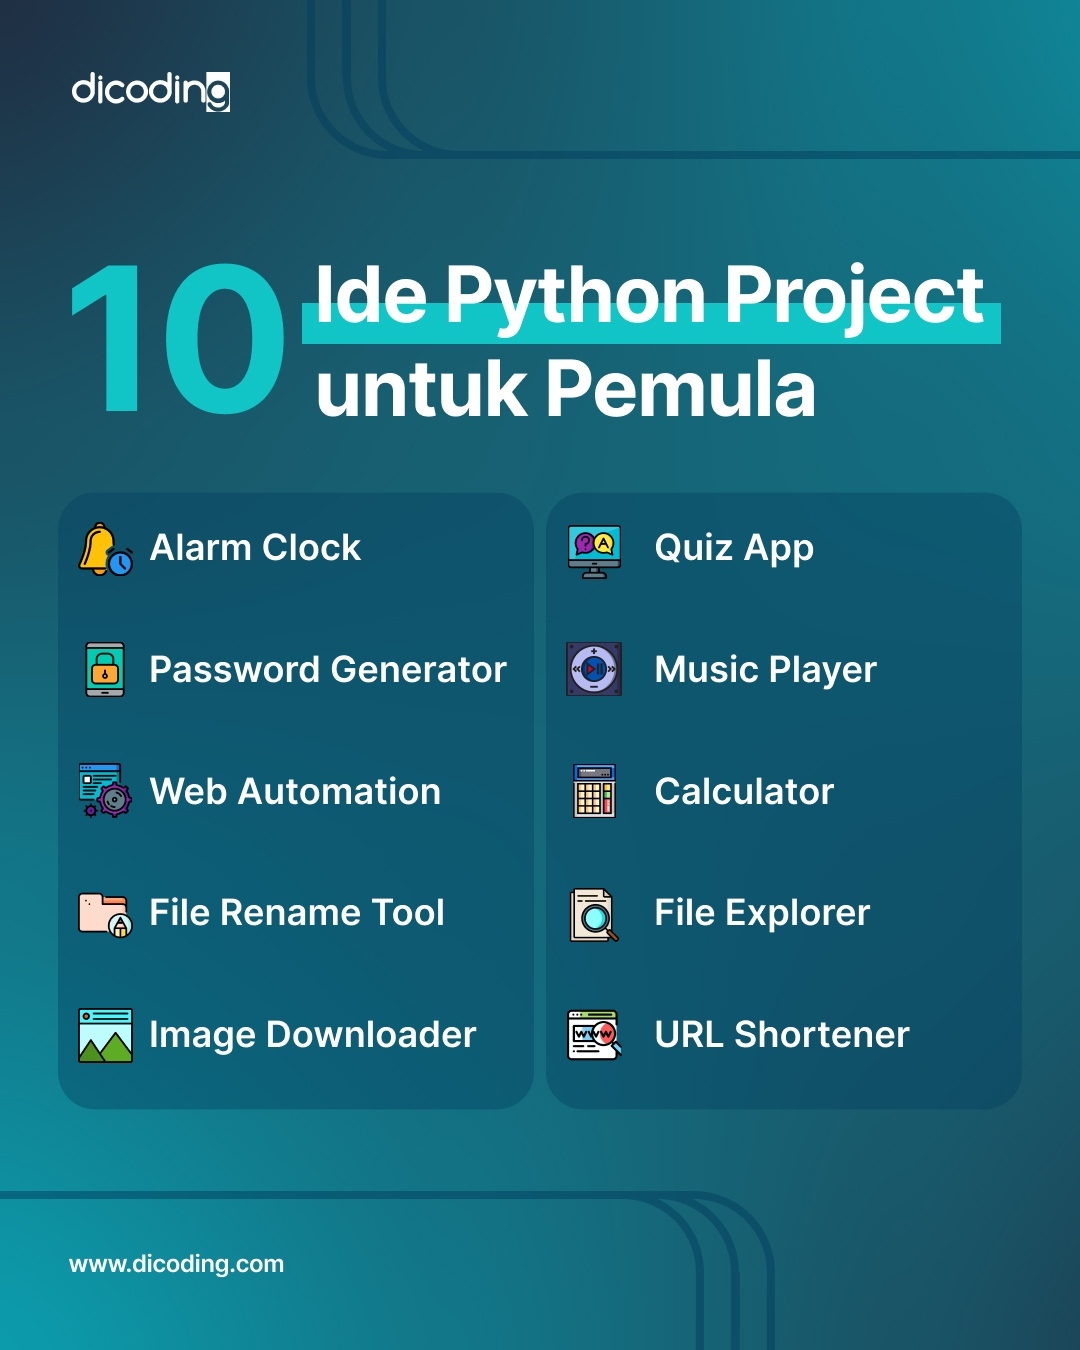 dicoding
10
Ide Python Project
untuk Pemula
Alarm Clock
Password Generator
Web Automation
File Rename Tool
Image Downloader
Quiz App
Music Player
Calculator
File Explorer
URL Shortener
www.dicoding.com